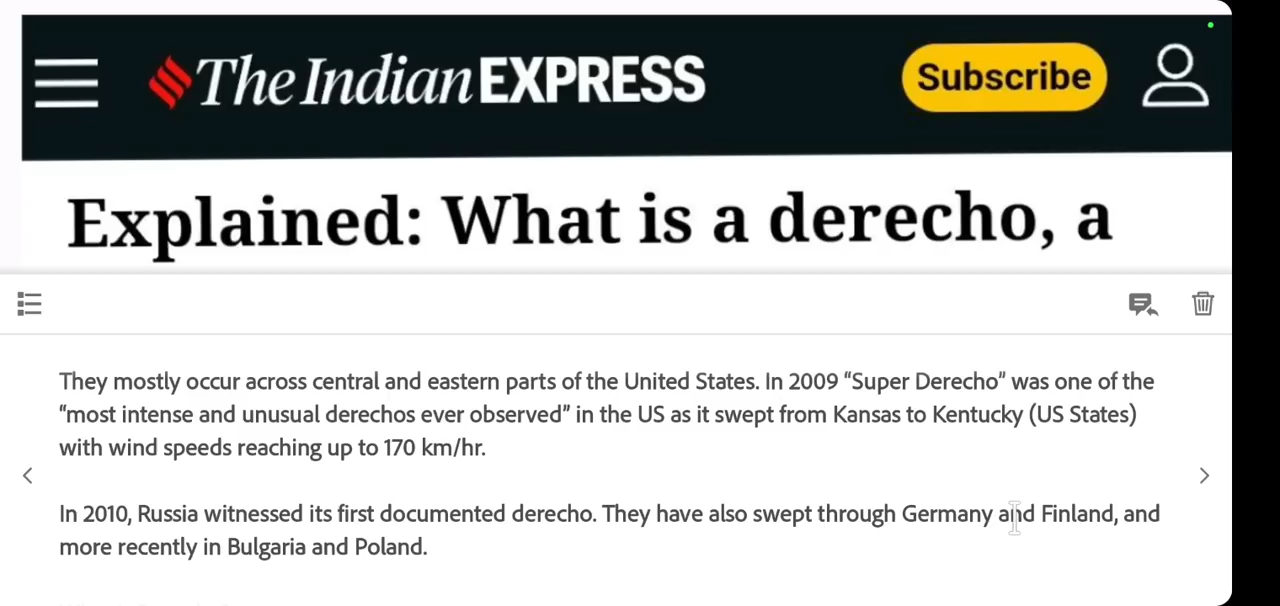 The Indian EXPRESS
Subscribe
Explained: What is a derecho, a
They mostly occur across central and eastern parts of the United States. In 2009 “Super Derecho” was one of the
“most intense and unusual derechos ever observed” in the US as it swept from Kansas to Kentucky (US States)
with wind speeds reaching up to 170 km/hr.
In 2010, Russia witnessed its first documented derecho. They have also swept through Germany and Finland, and
more recently in Bulgaria and Poland.